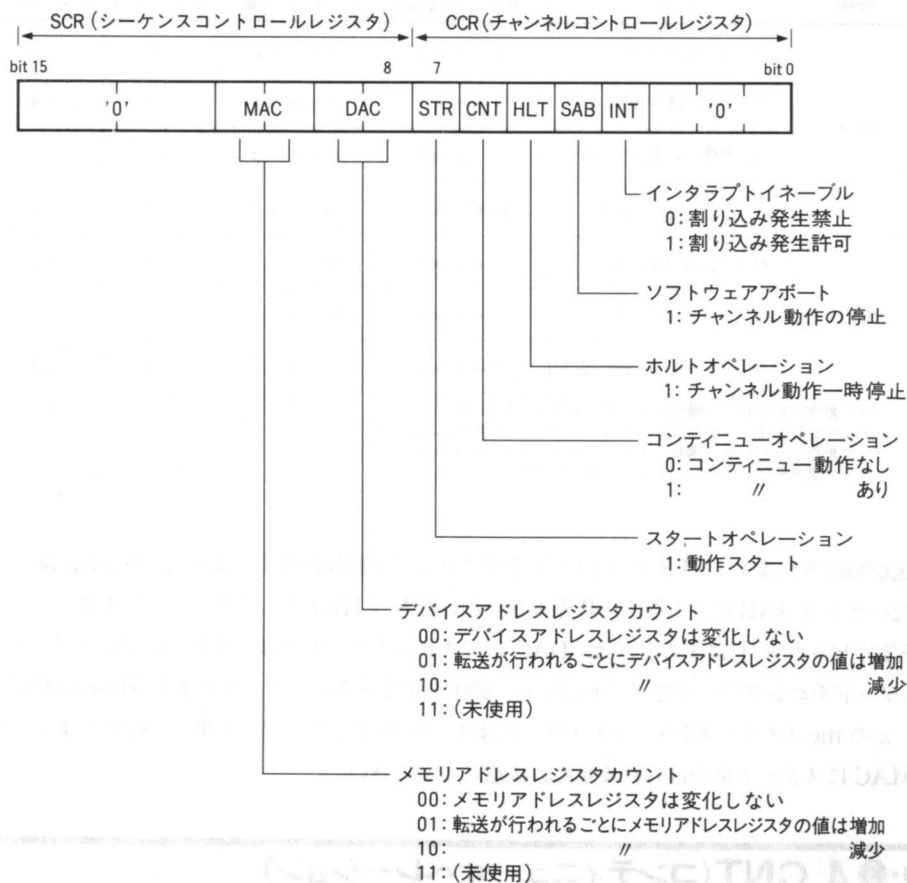 SCR(シーケンスコントロールレジスタ) CCR(チャンネルコントロールレジスタ)
bit 15 8 7 bit 0
'0' MAC DAC STR CNT HLT SAB INT '0'
インタラプトイネーブル
0:割り込み発生禁止
1:割り込み発生許可
ソフトウェアアボート
1:チャンネル動作の停止
ホルトオペレーション
1:チャンネル動作一時停止
コンティニューオペレーション
0:コンティニュー動作なし
1: 〃 あり
スタートオペレーション
1:動作スタート
デバイスアドレスレジスタカウント
00:デバイスアドレスレジスタは変化しない
01:転送が行われるごとにデバイスアドレスレジスタの値は増加
10: 〃 減少
11:(未使用)
メモリアドレスレジスタカウント
00:メモリアドレスレジスタは変化しない
01:転送が行われるごとにメモリアドレスレジスタの値は増加
10: 〃 減少
11:(未使用)